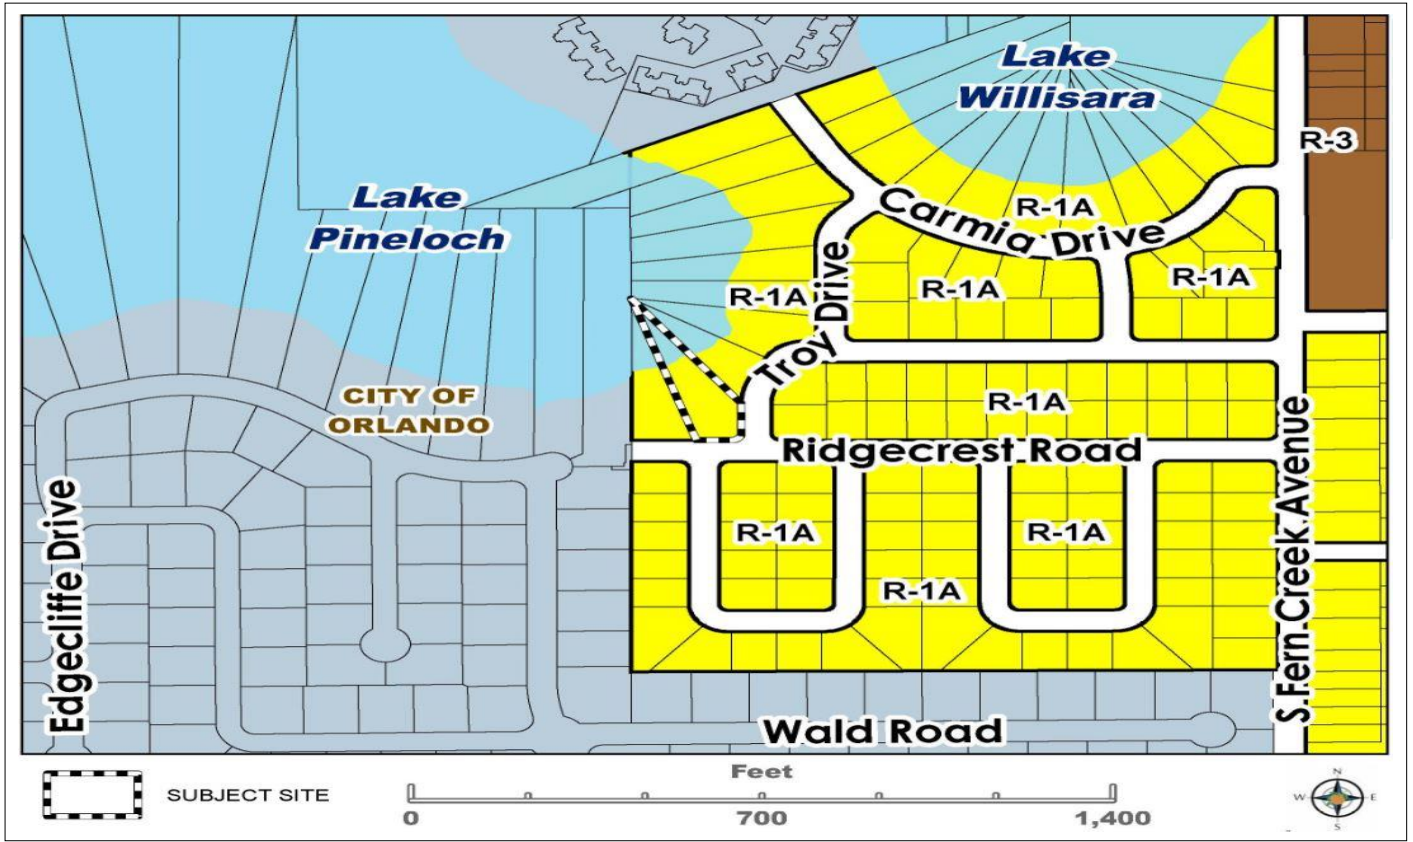 Lake
Willisara
R-3
Lake
Pineloch
R-1A
Carmia Drive
R-1A
R-1A
R-1A
Troy Drive
CITY OF
ORLANDO
R-1A
Ridgecrest Road
S Fern Creek Avenue
Edgecliffe Drive
R-1A
R-1A
R-1A
Wald Road
SUBJECT SITE
Feet
0
700
1,400
N
W
E
S